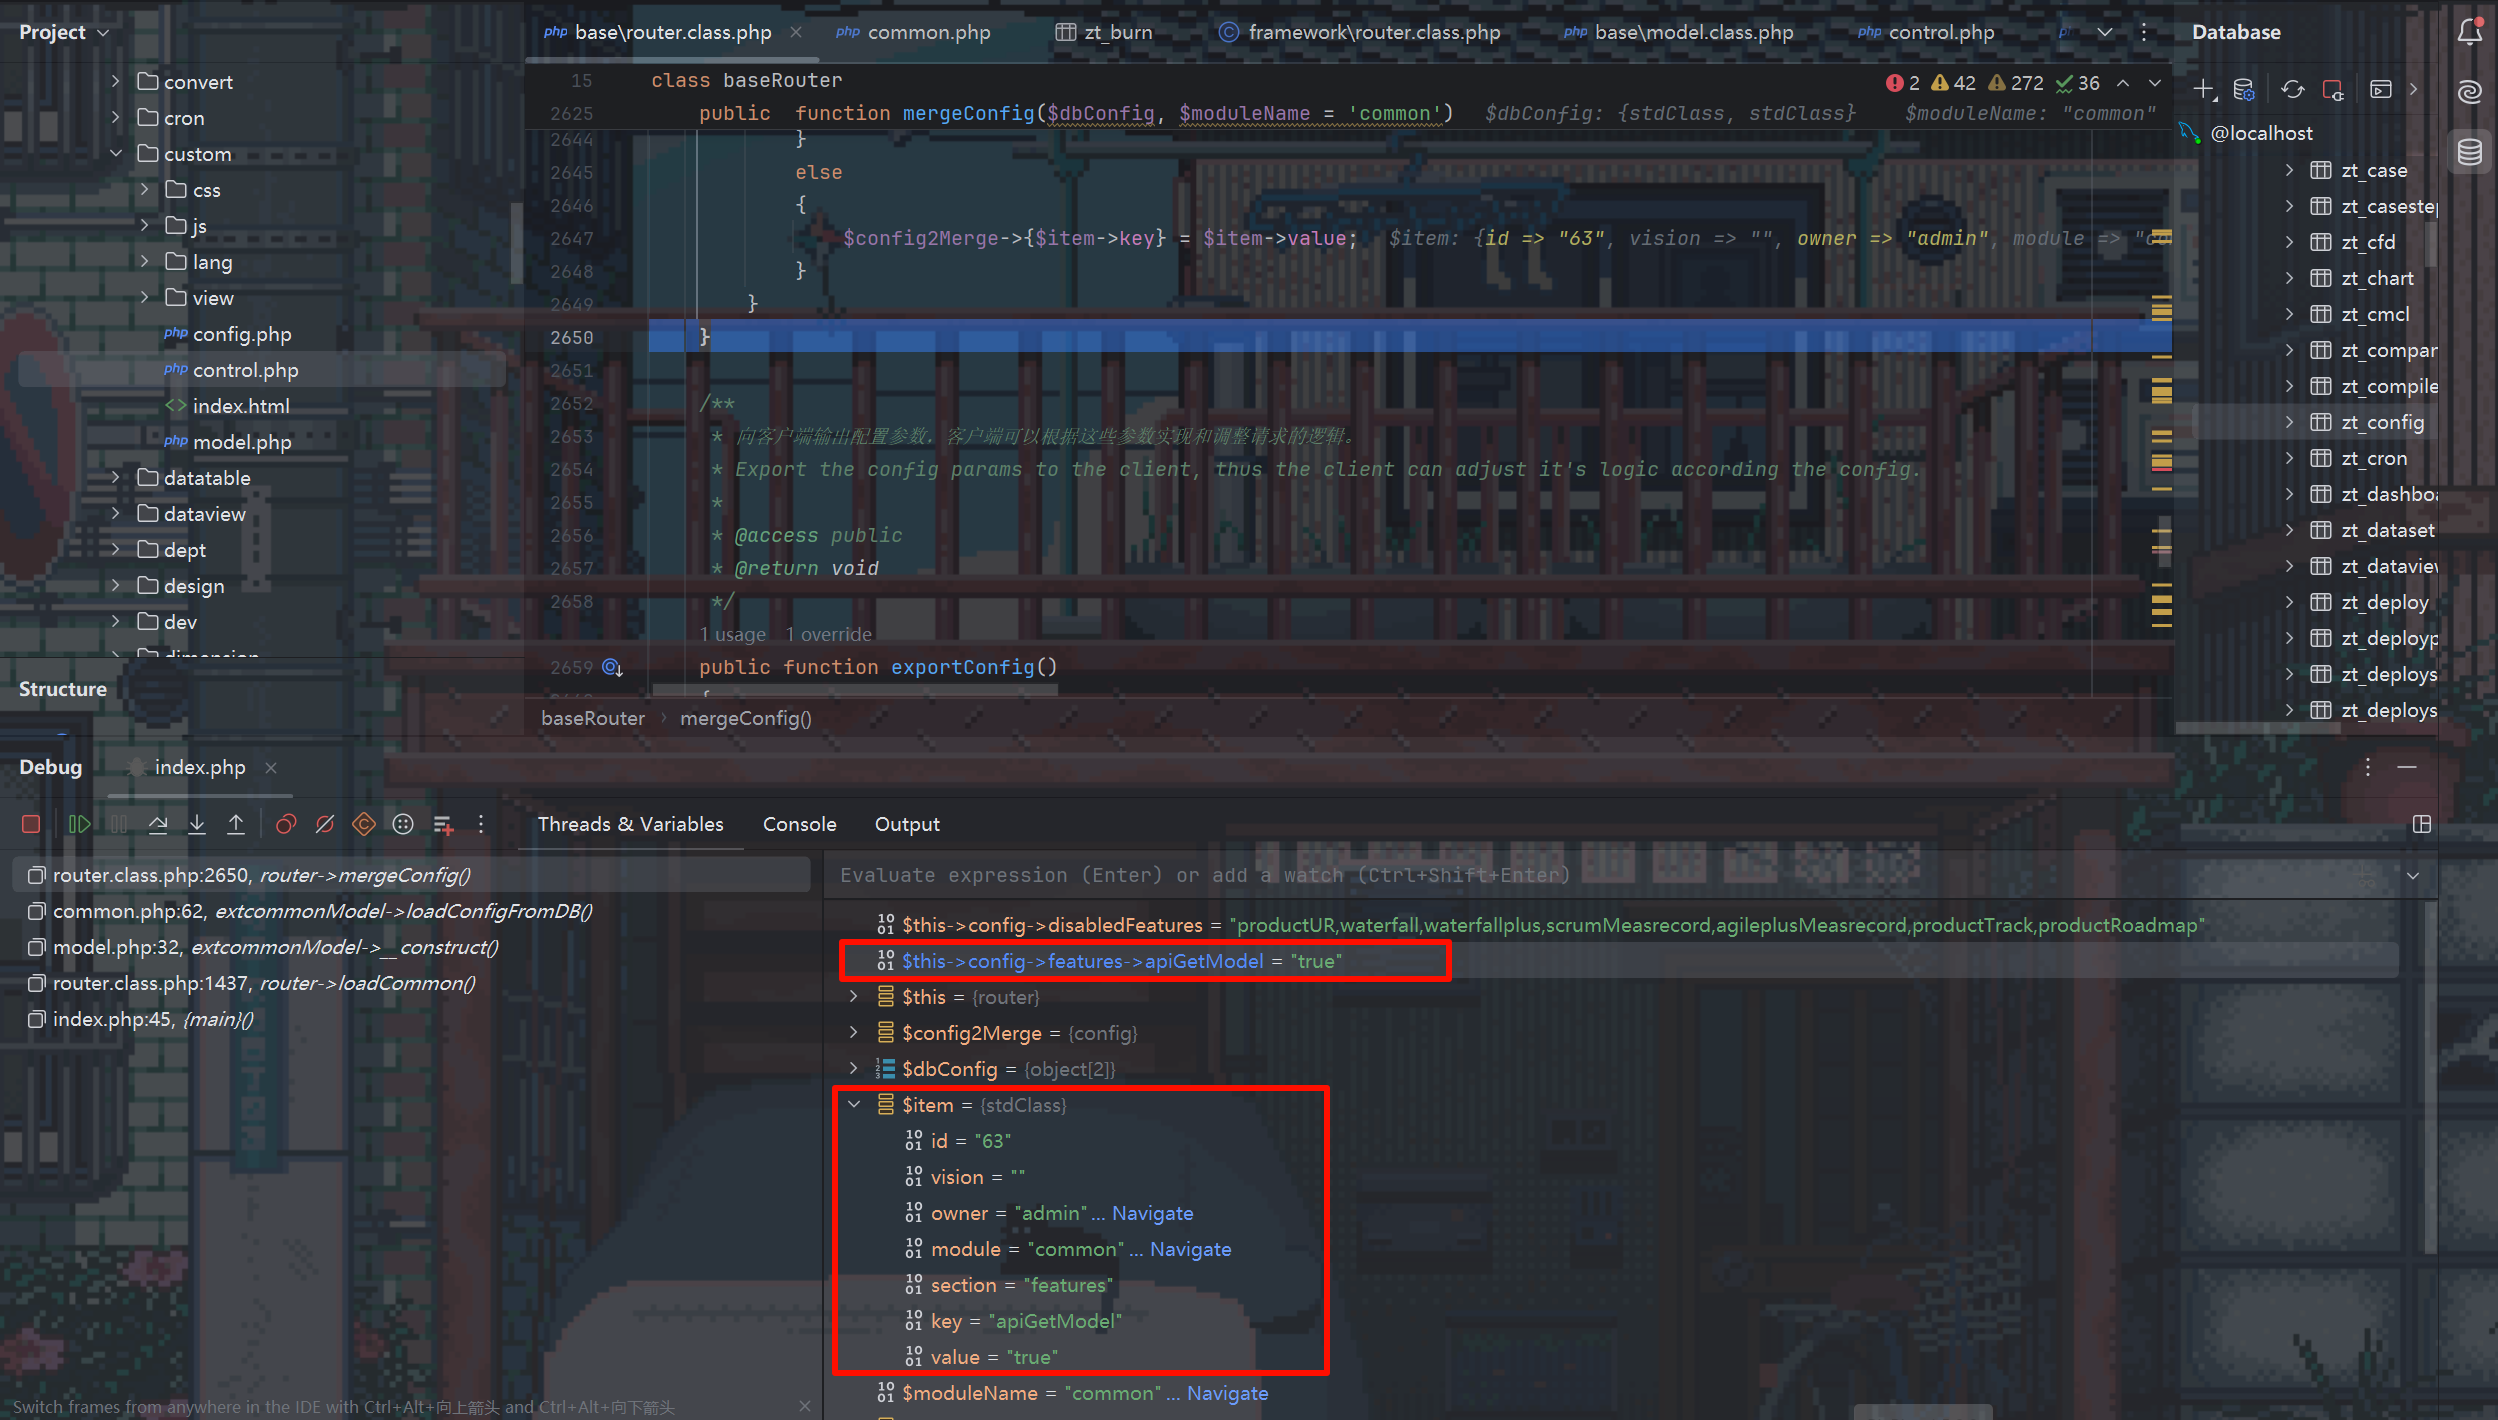 Project
convert
cron
custom
css
js
lang
view
php config.php
php control.php
<> index.html
php model.php
datatable
dataview
dept
design
dev
dimension
Structure
php base\router.class.php
php common.php
zt_burn
framework\router.class.php
php base\model.class.php
php control.php
15 class baseRouter
2 42 272 36
2625 public function mergeConfig($dbConfig, $moduleName = 'common') $dbConfig: {stdClass, stdClass} $moduleName: "common"
2644 }
2645 else
2646 {
2647 $config2Merge->{$item->key} = $item->value; $item: {id => "63", vision => "", owner => "admin", module => "co
2648 }
2649 }
2650 }
2651
2652 /**
2653 * 向客户端输出配置参数，客户端可以根据这些参数实现和调整请求的逻辑。
2654 * Export the config params to the client, thus the client can adjust it's logic according the config.
2655 *
2656 * @access public
2657 * @return void
2658 */
1 usage 1 override
2659 public function exportConfig()
{
baseRouter › mergeConfig()
Database
@localhost
zt_case
zt_casestep
zt_cfd
zt_chart
zt_cmcl
zt_compar
zt_compile
zt_config
zt_cron
zt_dashboa
zt_dataset
zt_dataview
zt_deploy
zt_deployp
zt_deploys
zt_deploys
Debug
index.php
Threads & Variables
Console
Output
router.class.php:2650, router->mergeConfig()
common.php:62, extcommonModel->loadConfigFromDB()
model.php:32, extcommonModel->__construct()
router.class.php:1437, router->loadCommon()
index.php:45, {main}()
Switch frames from anywhere in the IDE with Ctrl+Alt+向上箭头 and Ctrl+Alt+向下箭头
Evaluate expression (Enter) or add a watch (Ctrl+Shift+Enter)
$this->config->disabledFeatures = "productUR,waterfall,waterfallplus,scrumMeasrecord,agileplusMeasrecord,productTrack,productRoadmap"
$this->config->features->apiGetModel = "true"
$this = {router}
$config2Merge = {config}
$dbConfig = {object[2]}
$item = {stdClass}
id = "63"
vision = ""
owner = "admin" ... Navigate
module = "common" ... Navigate
section = "features"
key = "apiGetModel"
value = "true"
$moduleName = "common" ... Navigate